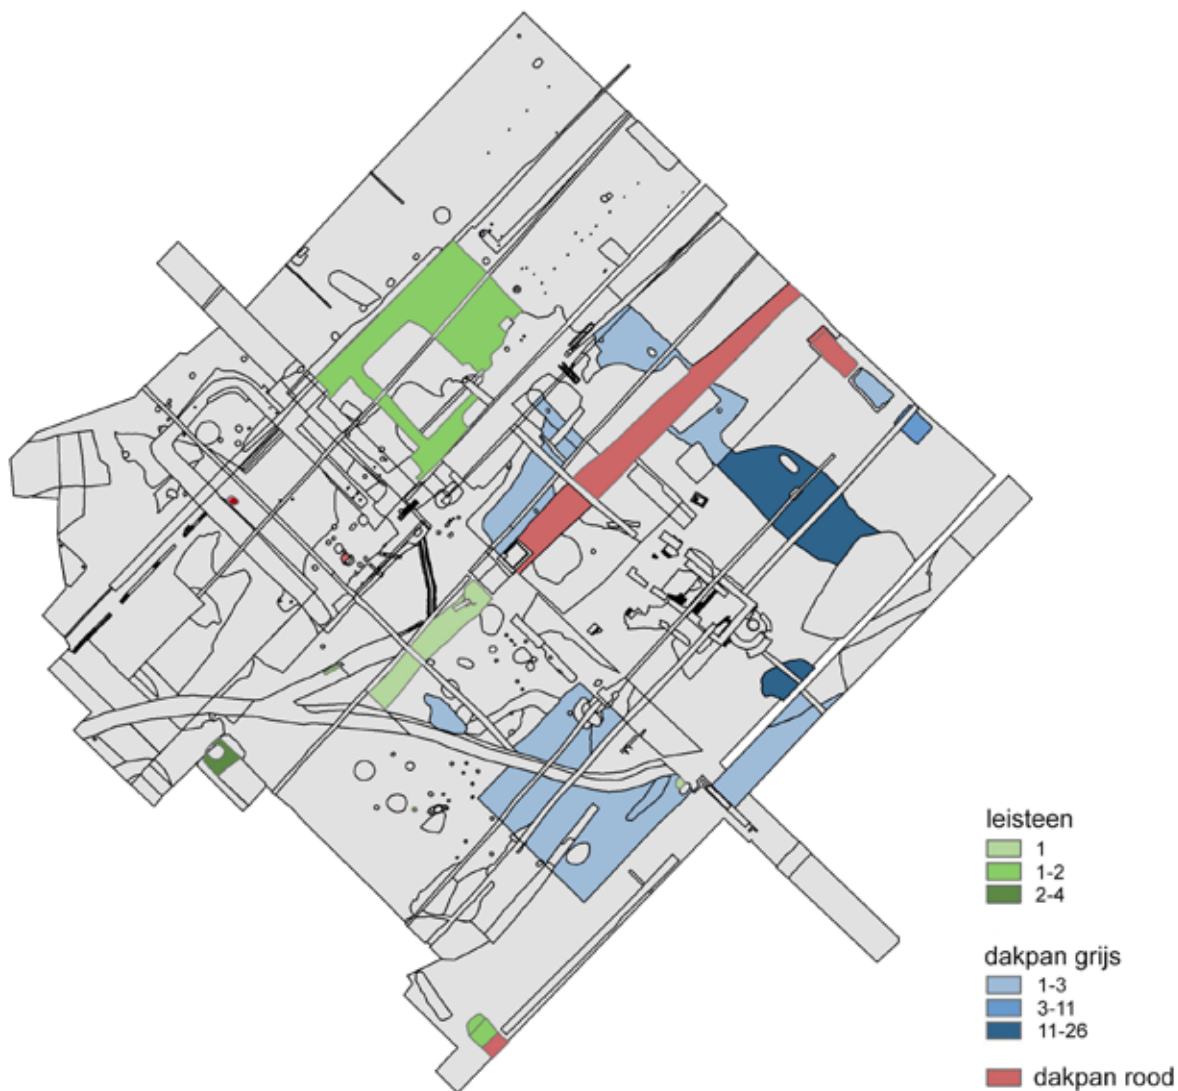 leisteen
1
1-2
2-4
dakpan grijs
1-3
3-11
11-26
dakpan rood